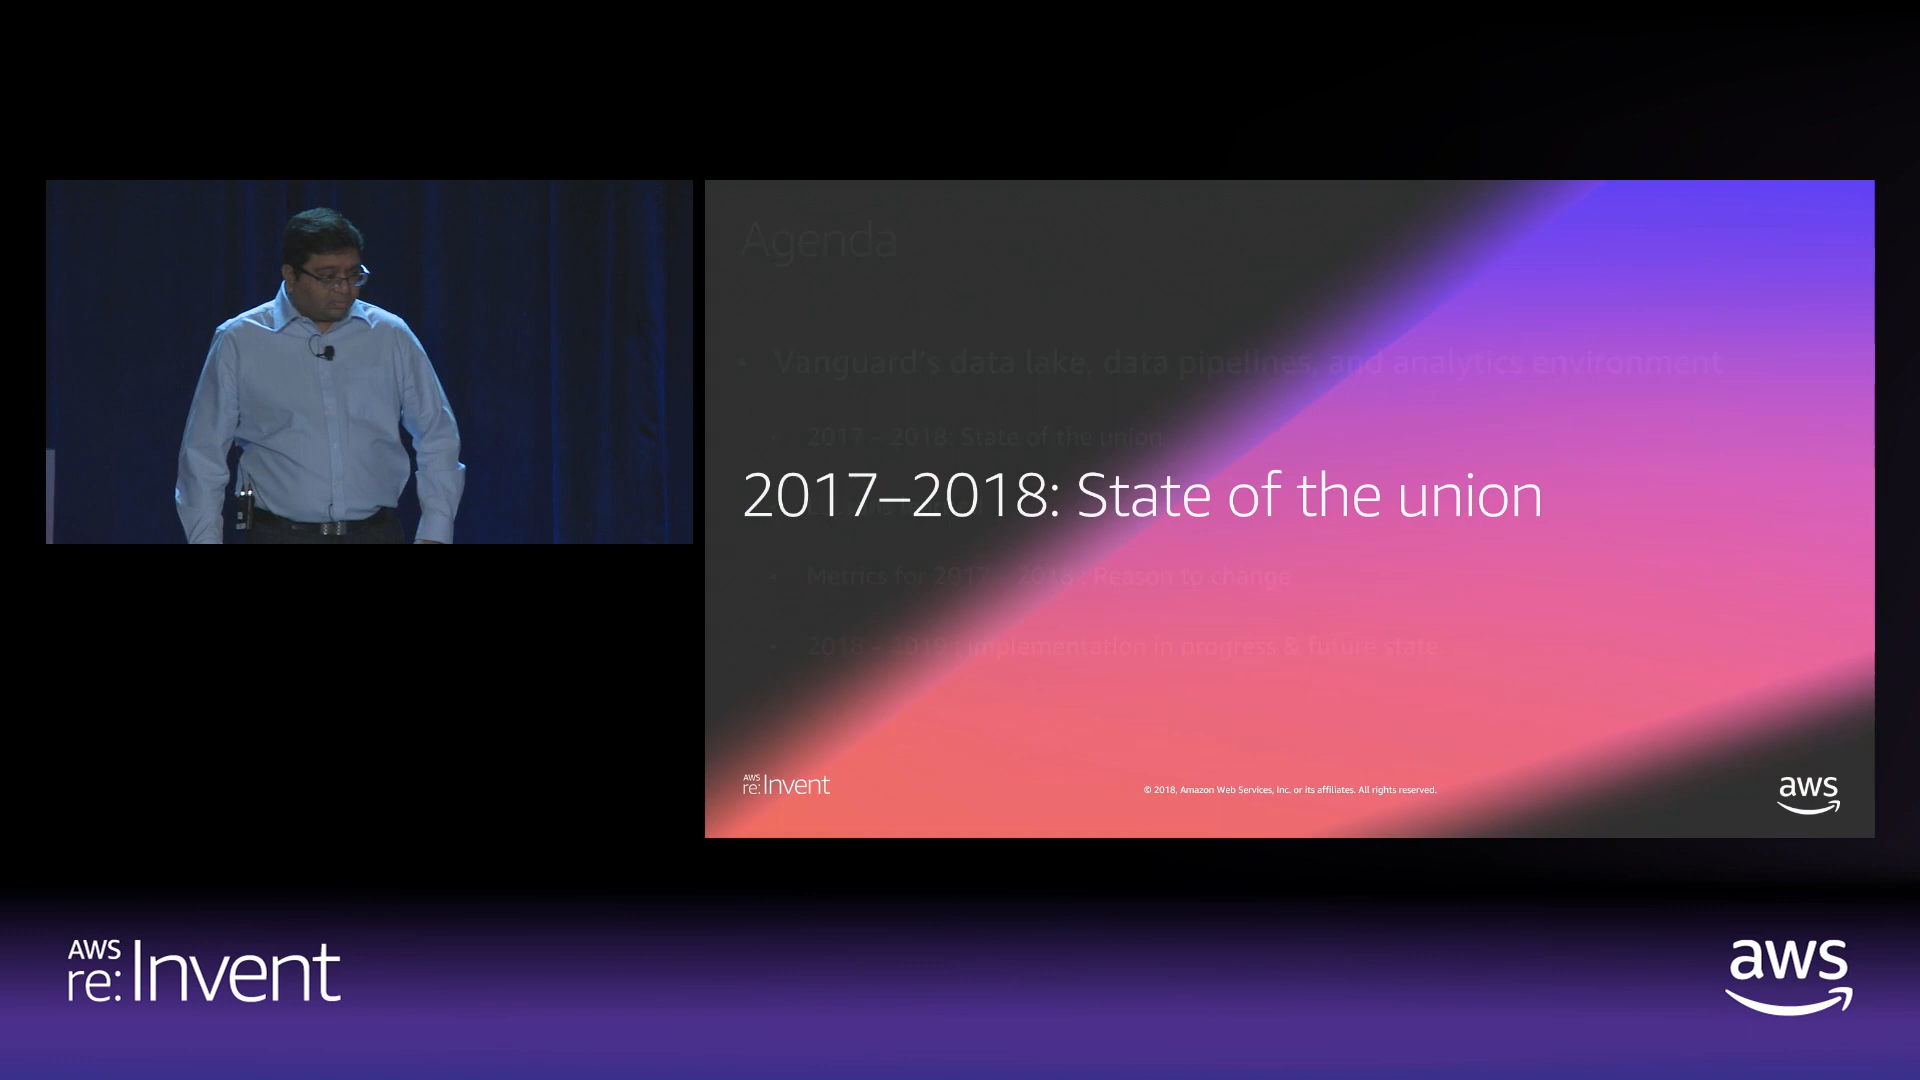 Agenda
• Vanguard's data lake, data pipelines, and analytics environment
• 2017 – 2018: State of the union
2017–2018: State of the union
• Metrics for 2017 – 2018: Reason to change
• 2018 – 2019: Implementation in progress & future state
AWS
re:Invent
© 2018, Amazon Web Services, Inc. or its affiliates. All rights reserved.
aws
AWS
re:Invent
aws